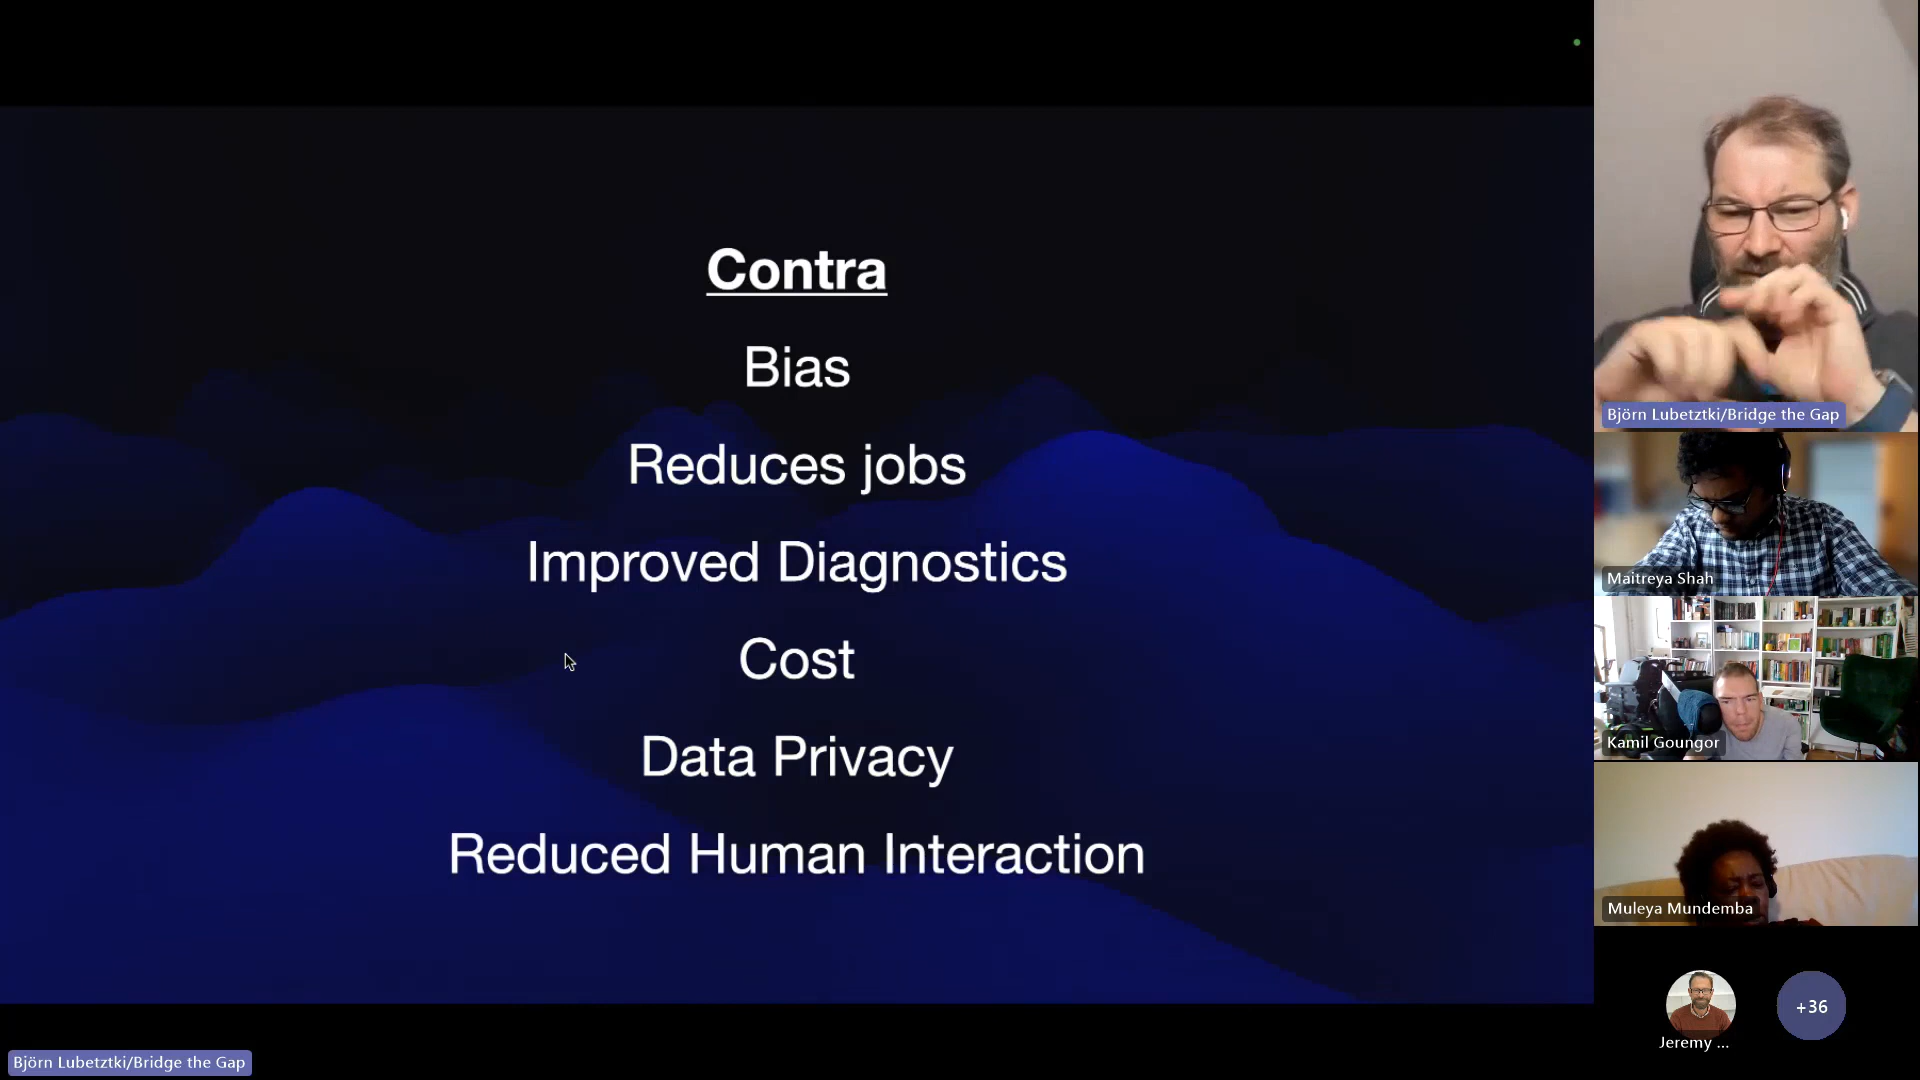 Contra
Bias
Reduces jobs
Improved Diagnostics
Cost
Data Privacy
Reduced Human Interaction
Björn Lubetztki/Bridge the Gap
Maitreya Shah
Kamil Goungor
Muleya Mundemba
Jeremy ...
+36
Björn Lubetztki/Bridge the Gap